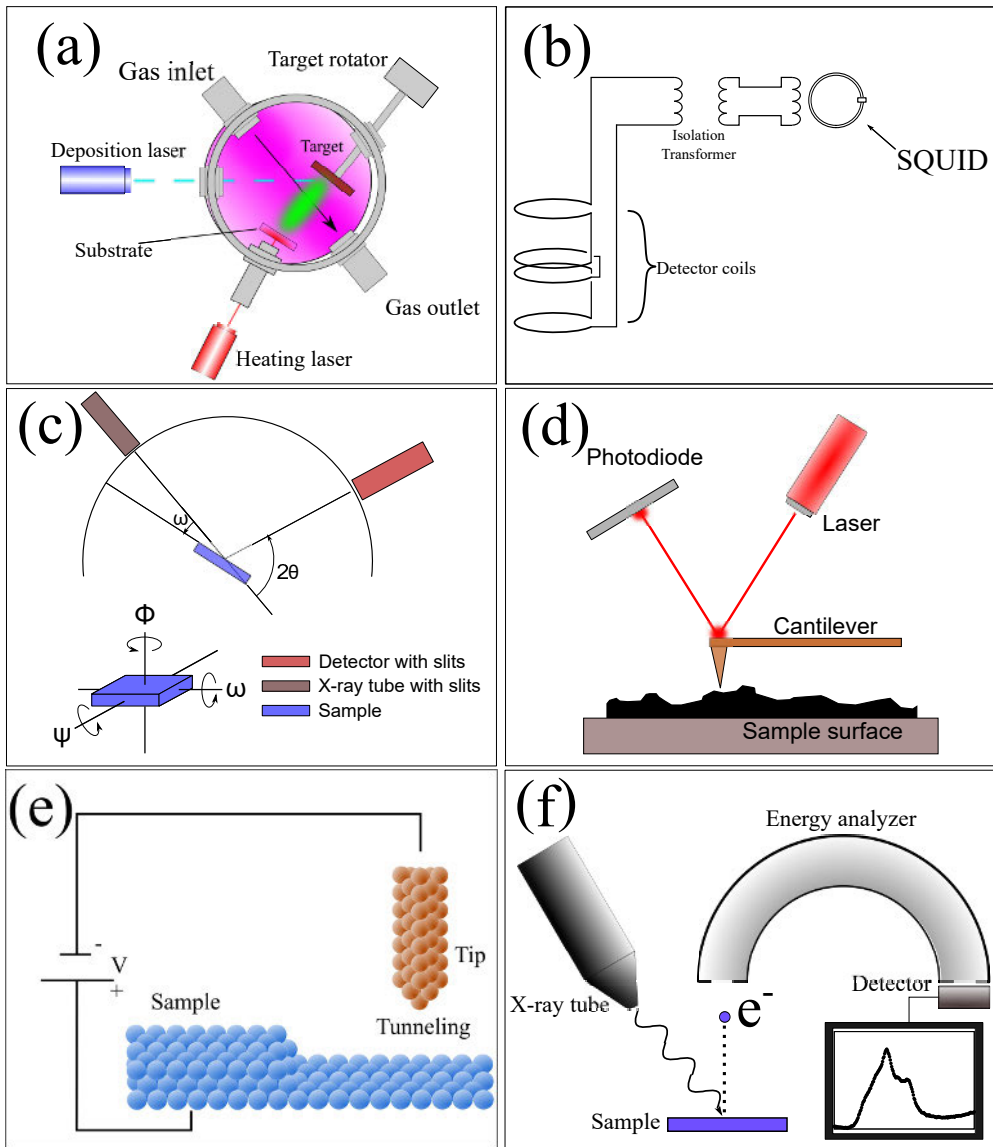 (a)
Target rotator
Gas inlet
Deposition laser
Target
Substrate
Gas outlet
Heating laser
(b)
Isolation
Transformer
SQUID
Detector coils
(c)
ω
2θ
Φ
ω
Ψ
Detector with slits
X-ray tube with slits
Sample
(d)
Photodiode
Laser
Cantilever
Sample surface
(e)
-
V
+
Tip
Sample
Tunneling
(f)
Energy analyzer
Detector
X-ray tube
e-
Sample